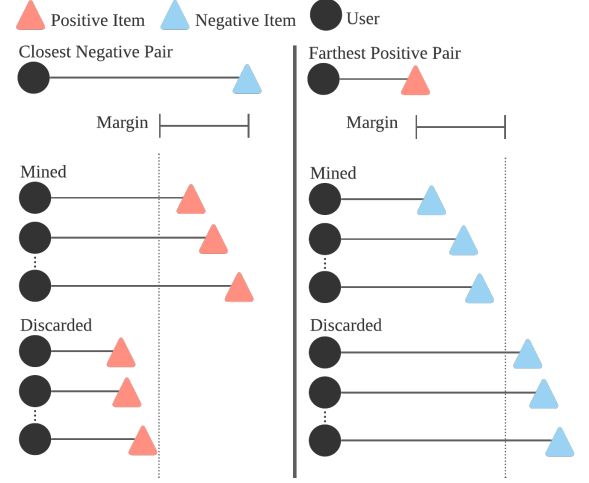 Positive Item
Negative Item
User
Closest Negative Pair
Margin
Mined
Discarded
Farthest Positive Pair
Margin
Mined
Discarded